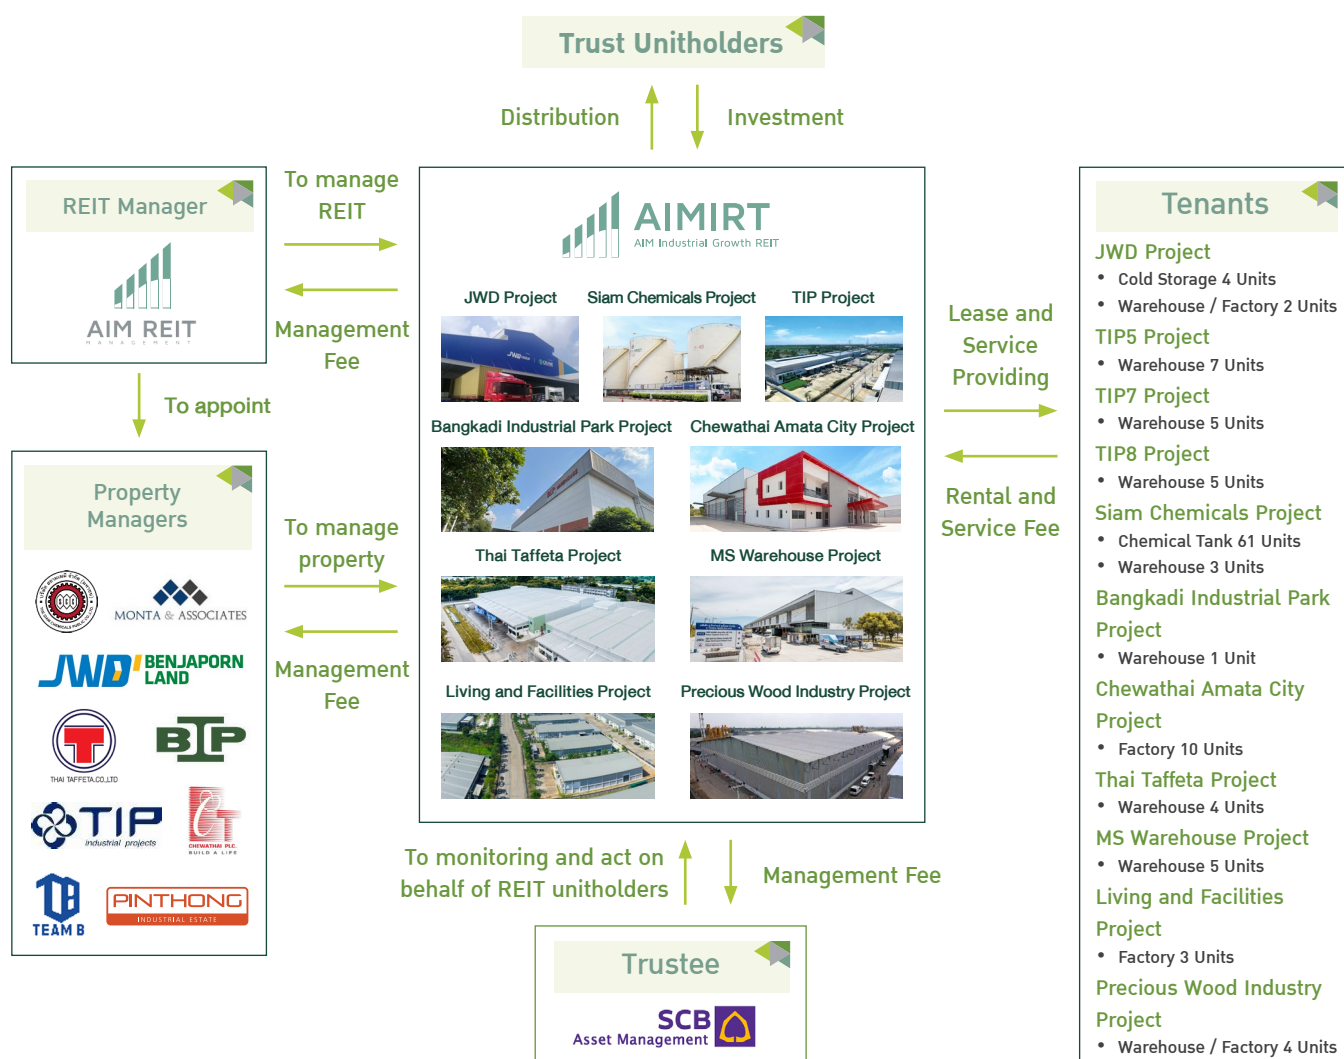 Trust Unitholders
Distribution
Investment
REIT Manager
AIM REIT
MANAGEMENT
To manage
REIT
Management
Fee
To appoint
Property
Managers
MONTA & ASSOCIATES
JWD
BENJAPORN
LAND
T
THAI TAFFETA.CO.,LTD
BIP
TIP
industrial projects
CT
CHEWATHAI PLC.
BUILD A LIFE
TEAM B
PINTHONG
INDUSTRIAL ESTATE
To manage
property
Management
Fee
AIMIRT
AIM Industrial Growth REIT
JWD Project
Siam Chemicals Project
TIP Project
JWD
Bangkadi Industrial Park Project
Chewathai Amata City Project
Thai Taffeta Project
MS Warehouse Project
Living and Facilities Project
Precious Wood Industry Project
To monitoring and act on
behalf of REIT unitholders
Management Fee
Trustee
SCB
Asset Management
Lease and
Service
Providing
Rental and
Service Fee
Tenants
JWD Project
• Cold Storage 4 Units
• Warehouse / Factory 2 Units
TIP5 Project
• Warehouse 7 Units
TIP7 Project
• Warehouse 5 Units
TIP8 Project
• Warehouse 5 Units
Siam Chemicals Project
• Chemical Tank 61 Units
• Warehouse 3 Units
Bangkadi Industrial Park
Project
• Warehouse 1 Unit
Chewathai Amata City
Project
• Factory 10 Units
Thai Taffeta Project
• Warehouse 4 Units
MS Warehouse Project
• Warehouse 5 Units
Living and Facilities
Project
• Factory 3 Units
Precious Wood Industry
Project
• Warehouse / Factory 4 Units